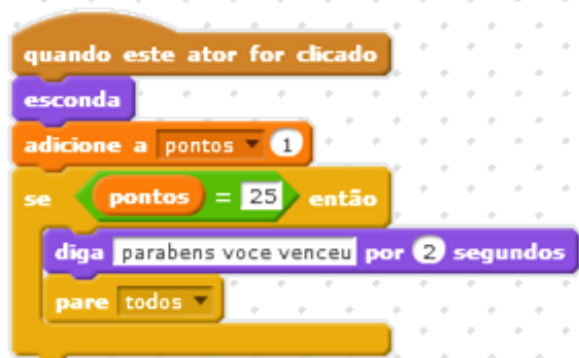 quando este ator for clicado
esconda
adicione a pontos 1
se pontos = 25 então
diga parabens voce venceu por 2 segundos
pare todos